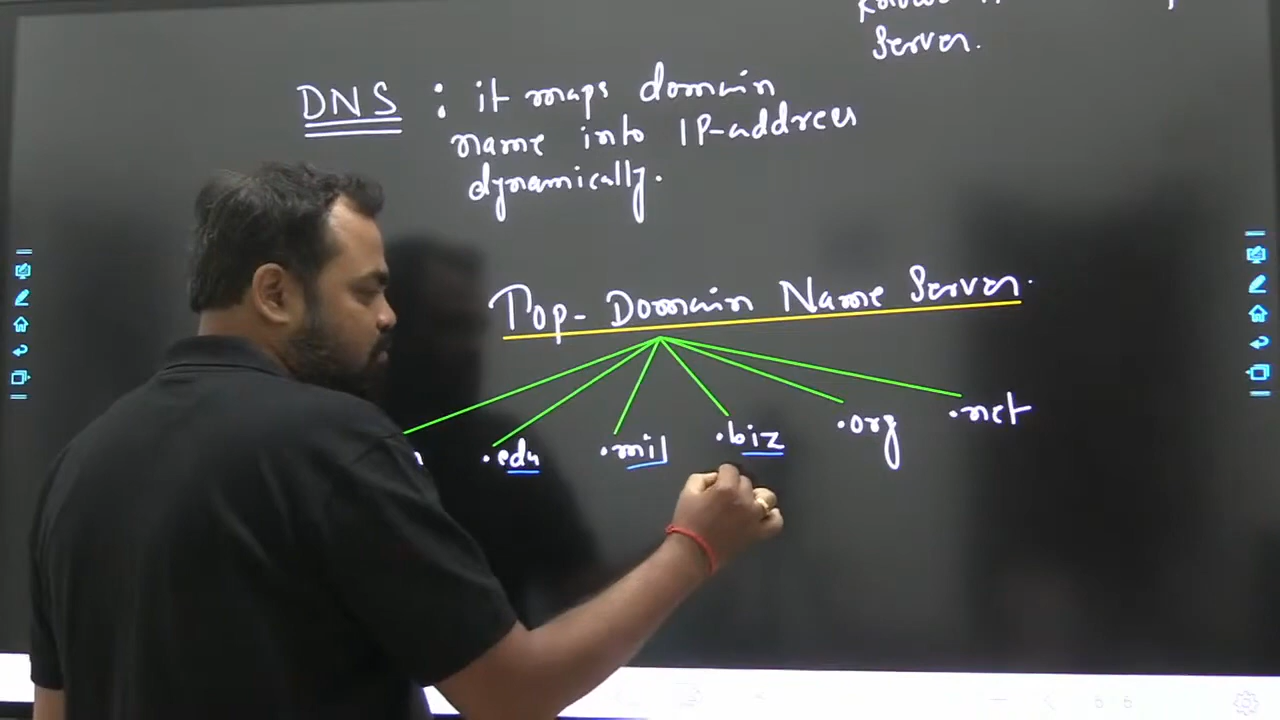 Server.
DNS : it maps domain
name into IP-address
dynamically.
Top-Domain Name Server.
.edu .mil .biz .org .net